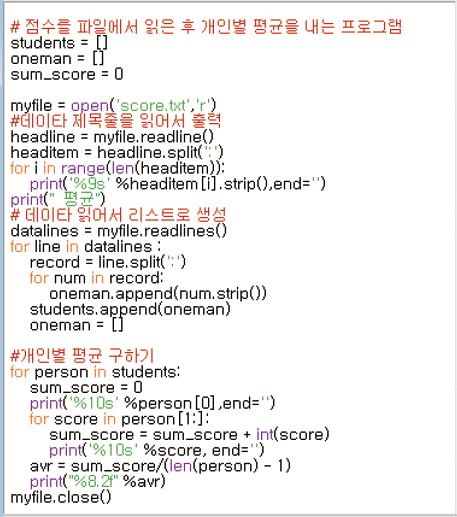 # 점수를 파일에서 읽은 후 개인별 평균을 내는 프로그램
students = []
oneman = []
sum_score = 0

myfile = open('score.txt','r')
#데이타 제목줄을 읽어서 출력
headline = myfile.readline()
headitem = headline.split(':')
for i in range(len(headitem)):
    print('%9s' %headitem[i].strip(),end='')
print("  평균")
# 데이타 읽어서 리스트로 생성
datalines = myfile.readlines()
for line in datalines :
    record = line.split(':')
    for num in record:
        oneman.append(num.strip())
    students.append(oneman)
    oneman = []

#개인별 평균 구하기
for person in students:
    sum_score = 0
    print('%10s' %person[0],end='')
    for score in person[1:]:
        sum_score = sum_score + int(score)
        print('%10s' %score, end='')
    avr = sum_score/(len(person) - 1)
    print("%8.2f" %avr)
myfile.close()